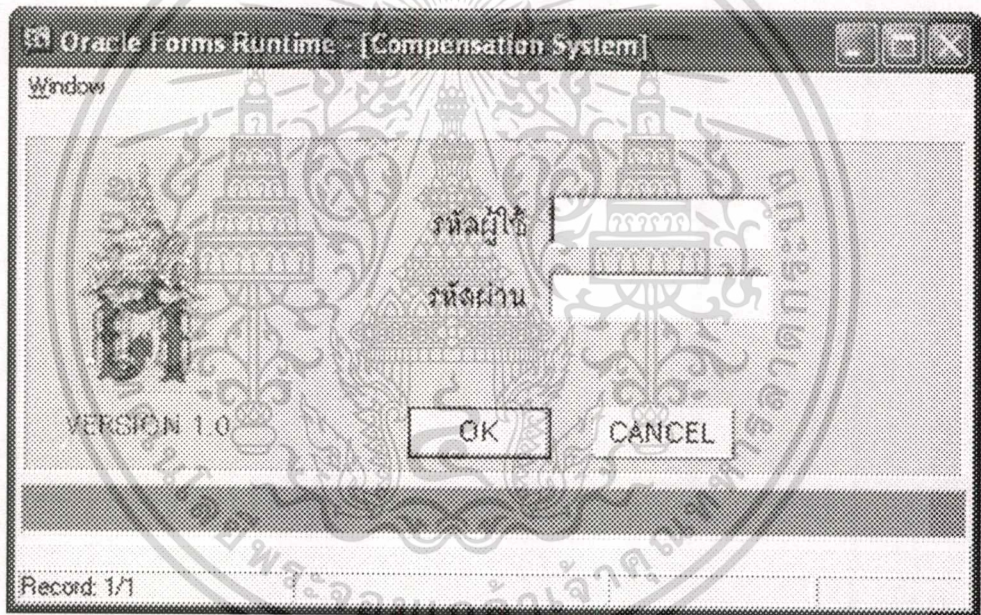 Oracle Forms Runtime - [Compensation System]
Window
รหัสผู้ใช้
รหัสผ่าน
VERSION 1.0
OK
CANCEL
Record: 1/1